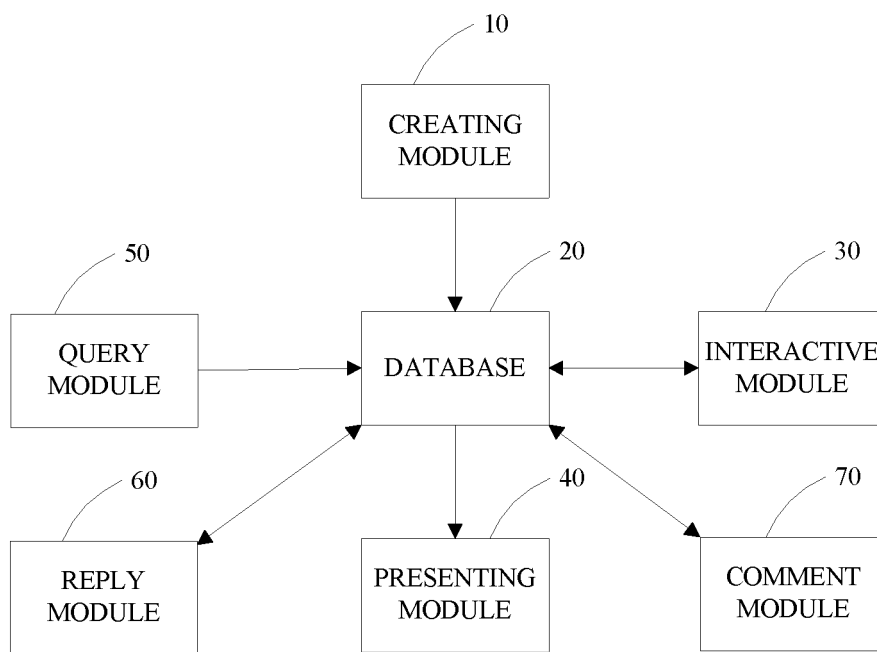 10
CREATING
MODULE
50
20
30
QUERY
MODULE
DATABASE
INTERACTIVE
MODULE
60
40
70
REPLY
MODULE
PRESENTING
MODULE
COMMENT
MODULE